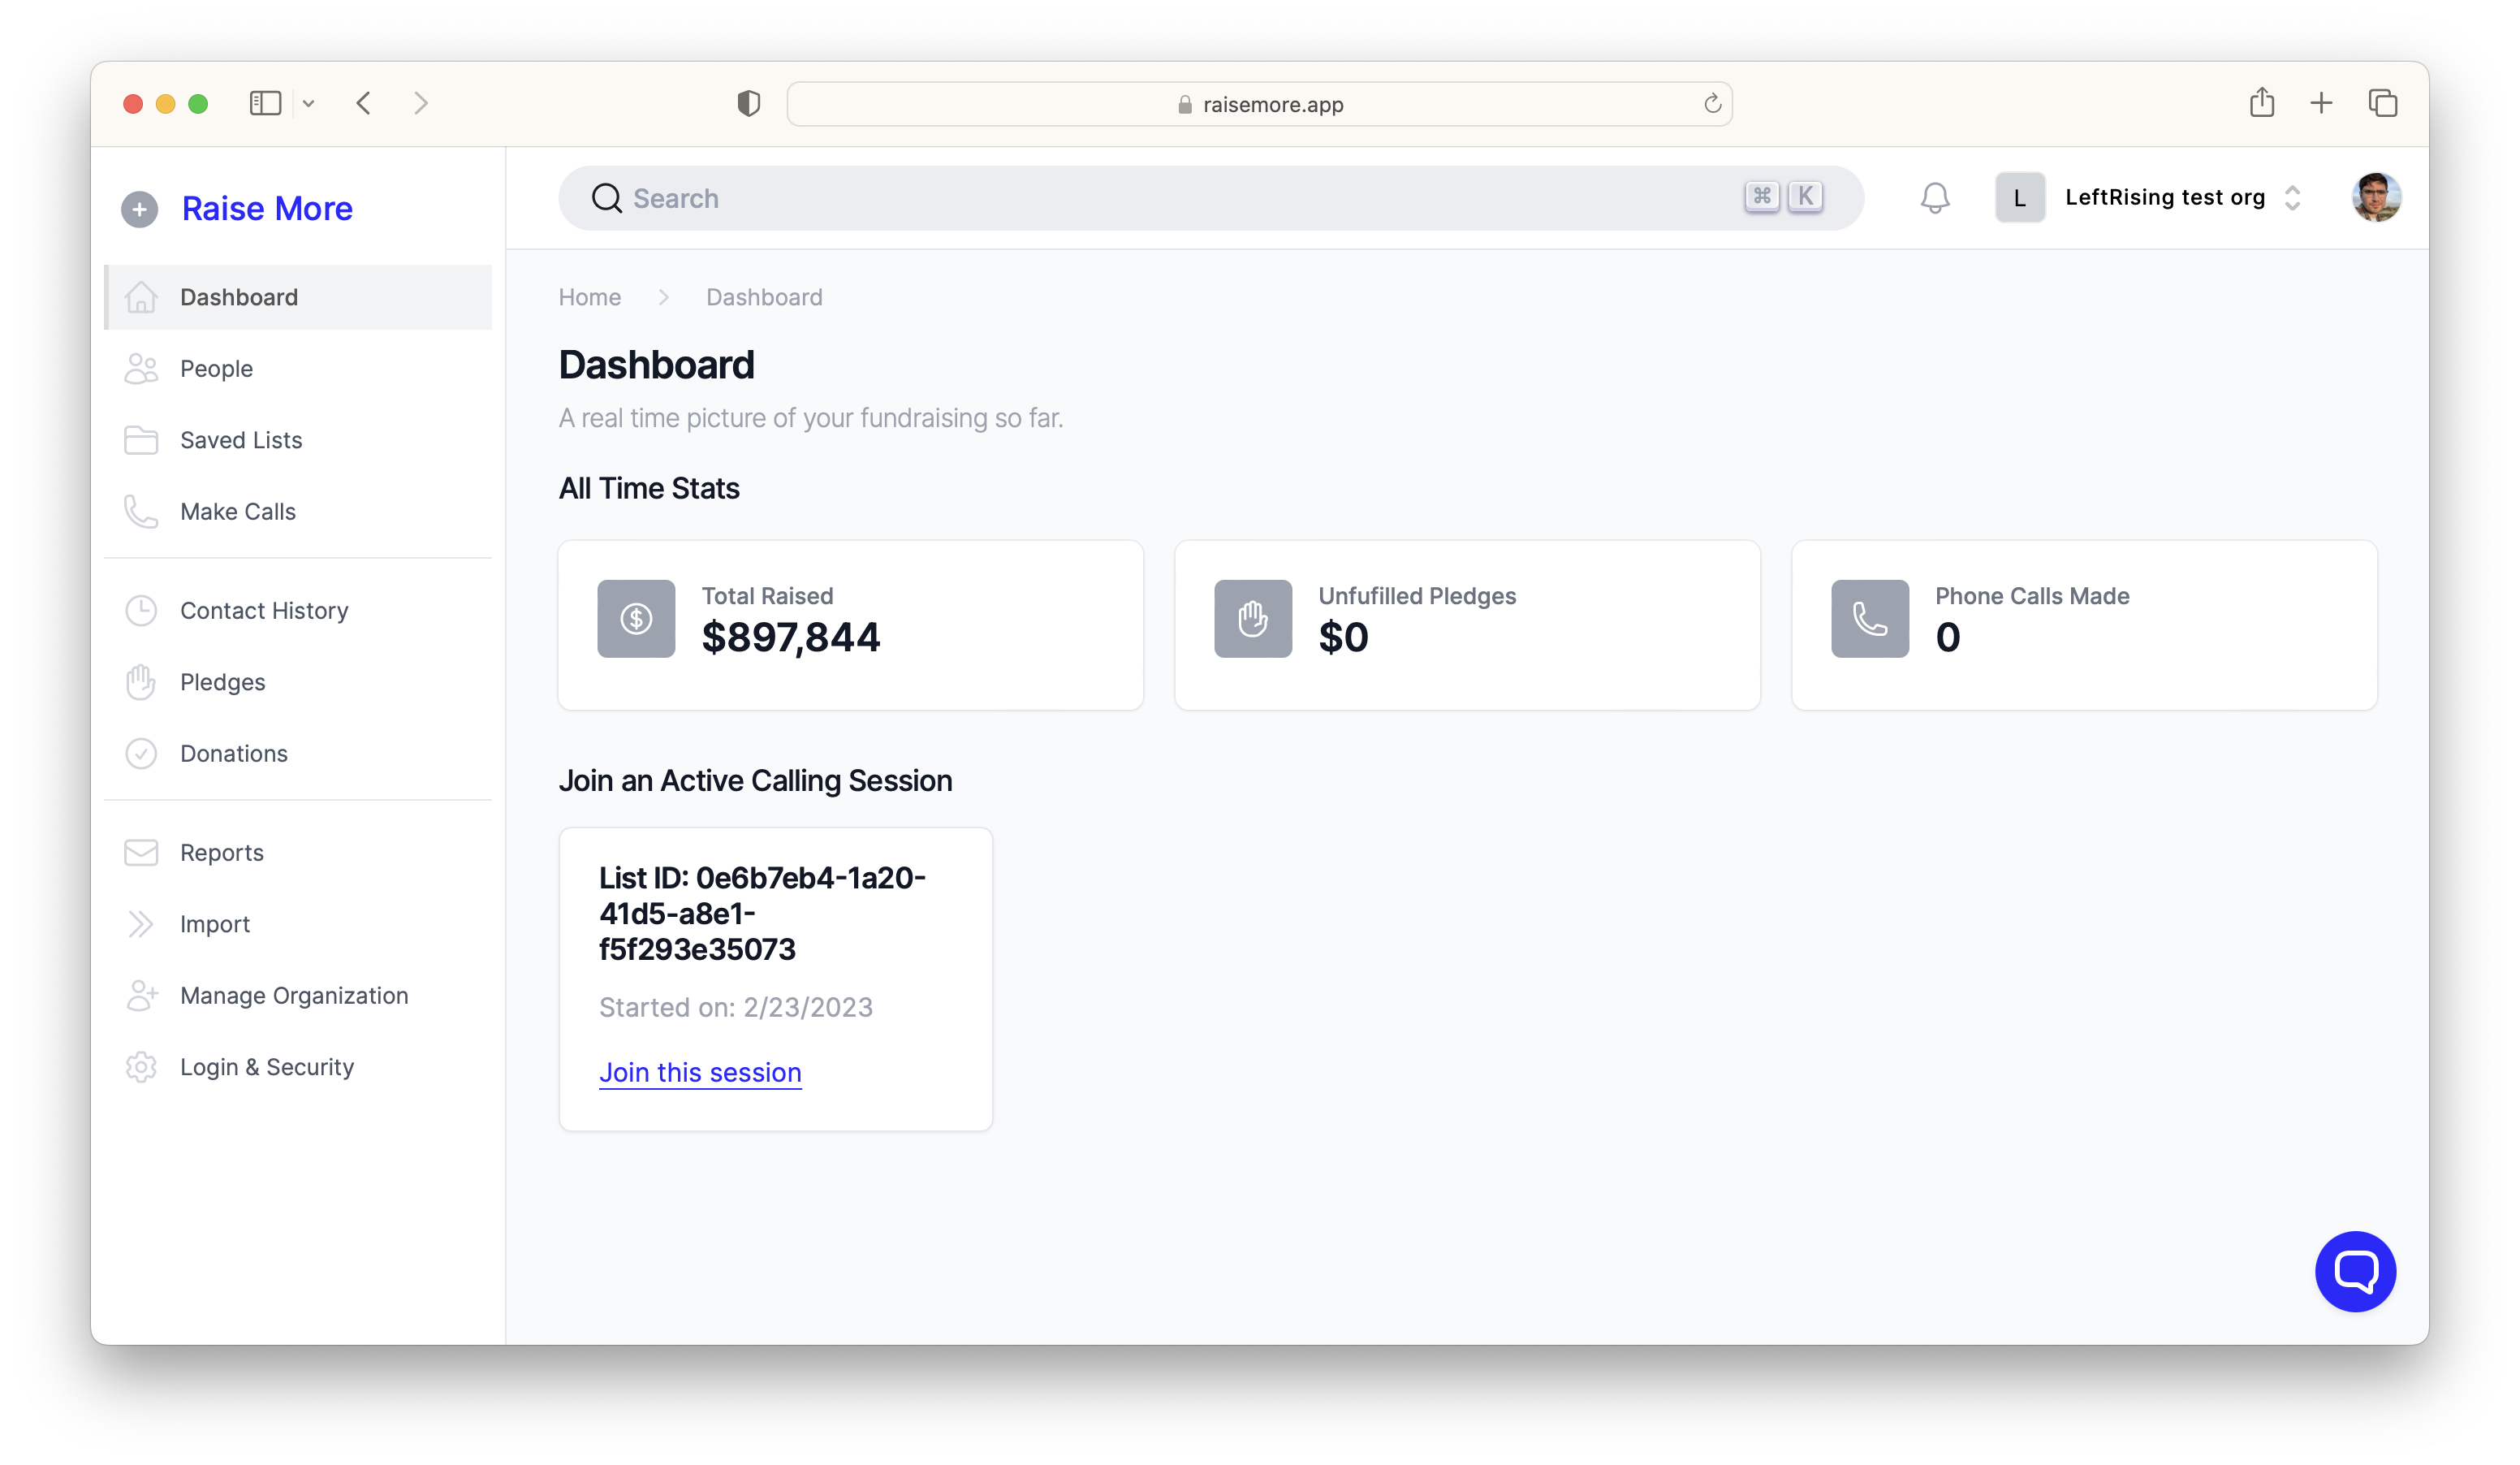 raisemore.app
Raise More
Search
⌘ K
L
LeftRising test org
Dashboard
People
Saved Lists
Make Calls
Contact History
Pledges
Donations
Reports
Import
Manage Organization
Login & Security
Home
Dashboard
Dashboard
A real time picture of your fundraising so far.
All Time Stats
Total Raised
$897,844
Unfufilled Pledges
$0
Phone Calls Made
0
Join an Active Calling Session
List ID: 0e6b7eb4-1a20-
41d5-a8e1-
f5f293e35073
Started on: 2/23/2023
Join this session